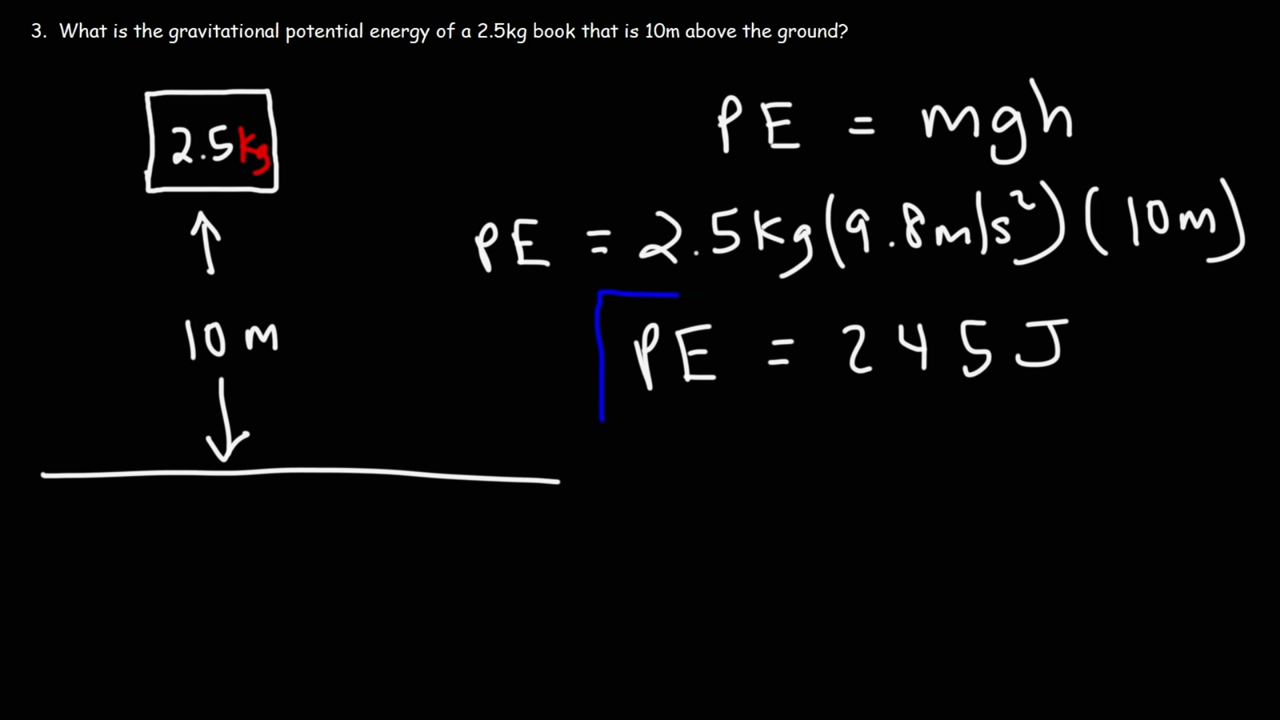 3. What is the gravitational potential energy of a 2.5kg book that is 10m above the ground?
2.5kg
10 m
PE = mgh
PE = 2.5kg(9.8m/s²)(10m)
PE = 245J